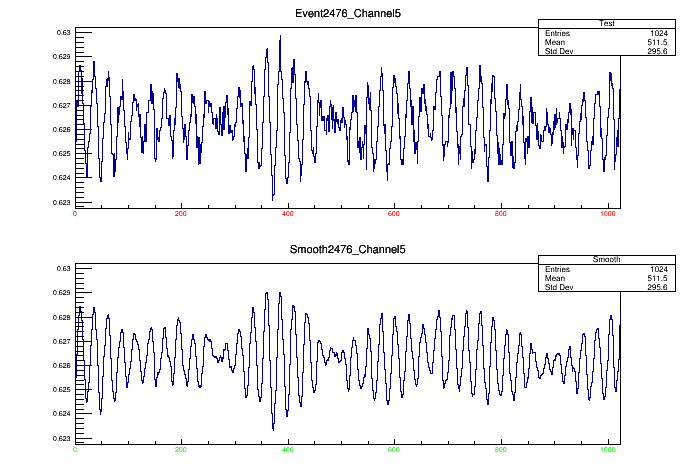 Event2476_Channel5
Test
Entries 1024
Mean 511.5
Std Dev 295.6
0.63
0.629
0.628
0.627
0.626
0.625
0.624
0.623
0 200 400 600 800 1000
Smooth2476_Channel5
Smooth
Entries 1024
Mean 511.5
Std Dev 295.6
0.63
0.629
0.628
0.627
0.626
0.625
0.624
0.623
0 200 400 600 800 1000